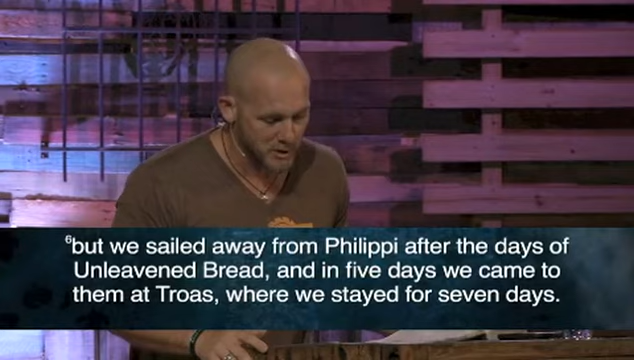 6but we sailed away from Philippi after the days of
Unleavened Bread, and in five days we came to
them at Troas, where we stayed for seven days.